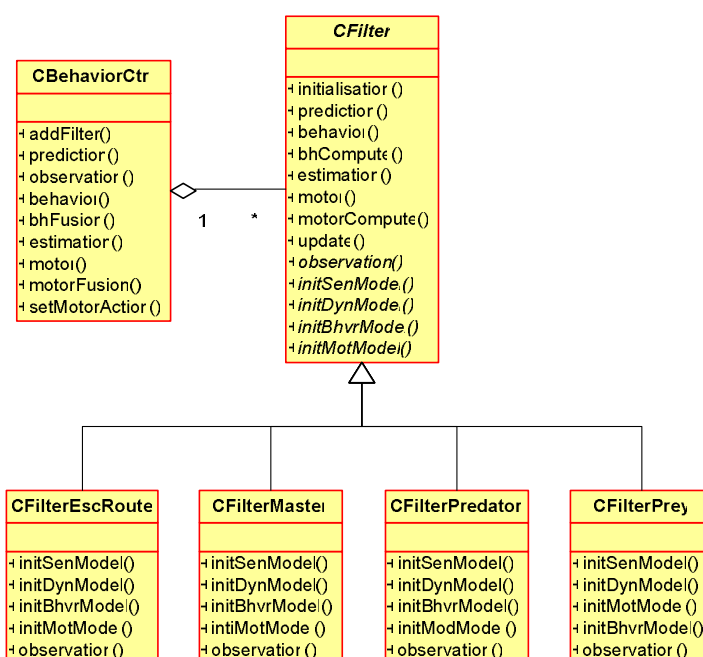 CFilter
initialisation()
prediction()
behavior()
bhCompute()
estimation()
motor()
motorCompute()
update()
observation()
initSenModel()
initDynModel()
initBhvrModel()
initMotModel()
CBehaviorCtr
addFilter()
prediction()
observation()
behavior()
bhFusion()
estimation()
motor()
motorFusion()
setMotorAction()
1 *
CFilterEscRoute
initSenModel()
initDynModel()
initBhvrModel()
initMotModel()
observation()
CFilterMaster
initSenModel()
initDynModel()
initBhvrModel()
intiMotModel()
observation()
CFilterPredator
initSenModel()
initDynModel()
initBhvrModel()
initModModel()
observation()
CFilterPrey
initSenModel()
initDynModel()
initMotModel()
initBhvrModel()
observation()